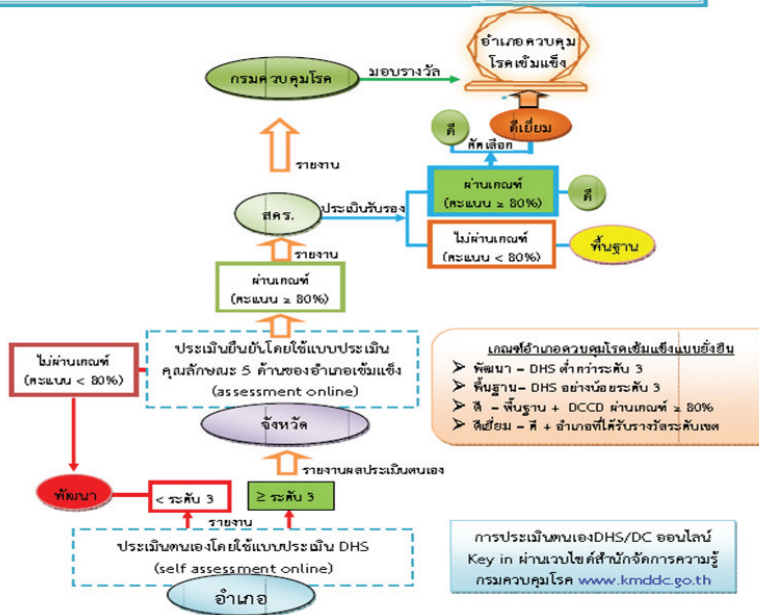 อำเภอควบคุม
โรคเข้มแข็ง
กรมควบคุมโรค
มอบรางวัล
ดี
ดีเยี่ยม
คัดเลือก
รายงาน
ผ่านเกณฑ์
(คะแนน ≥ 80%)
ดี
สคร.
ประเมินรับรอง
ไม่ผ่านเกณฑ์
(คะแนน < 80%)
พื้นฐาน
รายงาน
ผ่านเกณฑ์
(คะแนน ≥ 80%)
ไม่ผ่านเกณฑ์
(คะแนน < 80%)
ประเมินยืนยันโดยใช้แบบประเมิน
คุณลักษณะ 5 ด้านของอำเภอเข้มแข็ง
(assessment online)
จังหวัด
เกณฑ์อำเภอควบคุมโรคเข้มแข็งแบบยั่งยืน
➢ พัฒนา – DHS ต่ำกว่าระดับ 3
➢ พื้นฐาน– DHS อย่างน้อยระดับ 3
➢ ดี – พื้นฐาน + DCCD ผ่านเกณฑ์ ≥ 80%
➢ ดีเยี่ยม – ดี + อำเภอที่ได้รับรางวัลระดับเขต
รายงานผลประเมินตนเอง
พัฒนา
< ระดับ 3
≥ ระดับ 3
รายงาน
ประเมินตนเองโดยใช้แบบประเมิน DHS
(self assessment online)
อำเภอ
การประเมินตนเองDHS/DC ออนไลน์
Key in ผ่านเวบไซต์สำนักจัดการความรู้
กรมควบคุมโรค www.kmddc.go.th